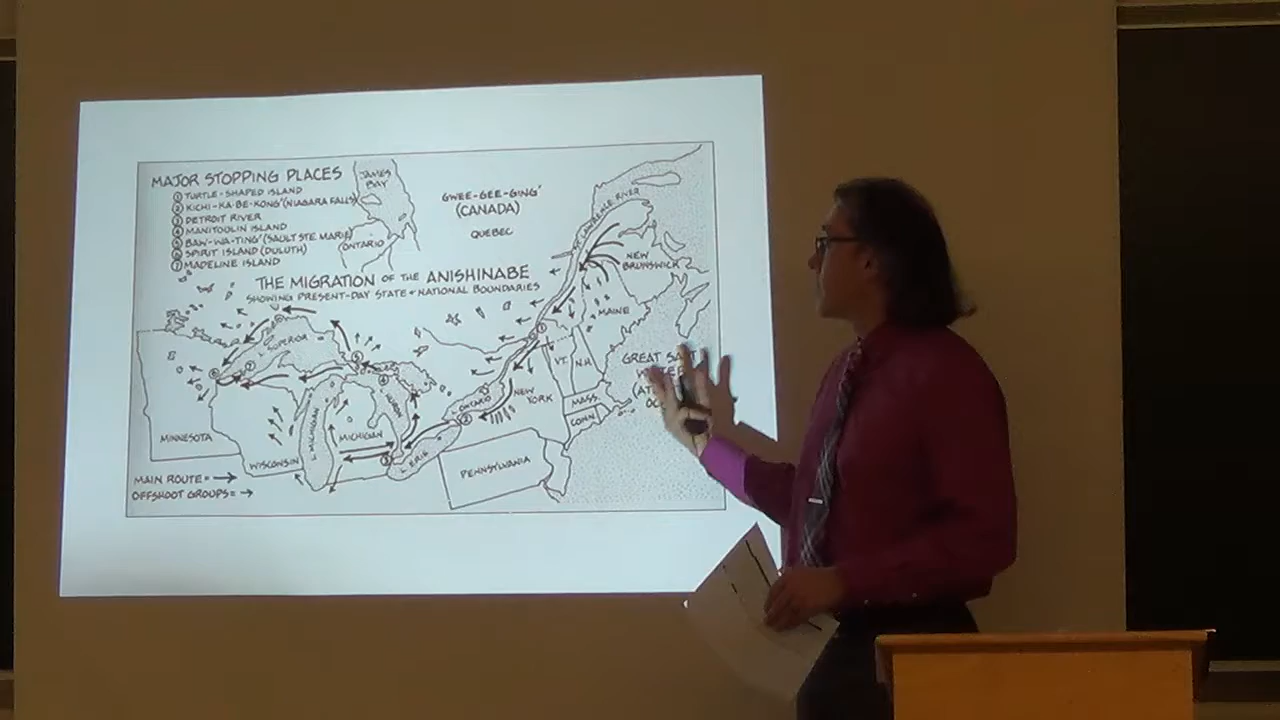 MAJOR STOPPING PLACES
① TURTLE-SHAPED ISLAND
② KICHI-KA-BE-KONG' (NIAGARA FALLS)
③ DETROIT RIVER
④ MANITOULIN ISLAND
⑤ BAW-WA-TING' (SAULT STE. MARIE)
⑥ SPIRIT ISLAND (DULUTH)
⑦ MADELINE ISLAND
JAMES
BAY
ONTARIO
GWEE-GEE-GING'
(CANADA)
QUEBEC
ST. LAWRENCE RIVER
NEW
BRUNSWICK
THE MIGRATION OF THE ANISHINABE
SHOWING PRESENT-DAY STATE & NATIONAL BOUNDARIES
MAINE
L. SUPERIOR
VT.
N.H.
GREAT SALT
WATER
MASS.
CONN.
NEW
YORK
L. ONTARIO
HURON
L. MICHIGAN
MICHIGAN
L. ERIE
MINNESOTA
WISCONSIN
PENNSYLVANIA
MAIN ROUTE =
OFFSHOOT GROUPS =